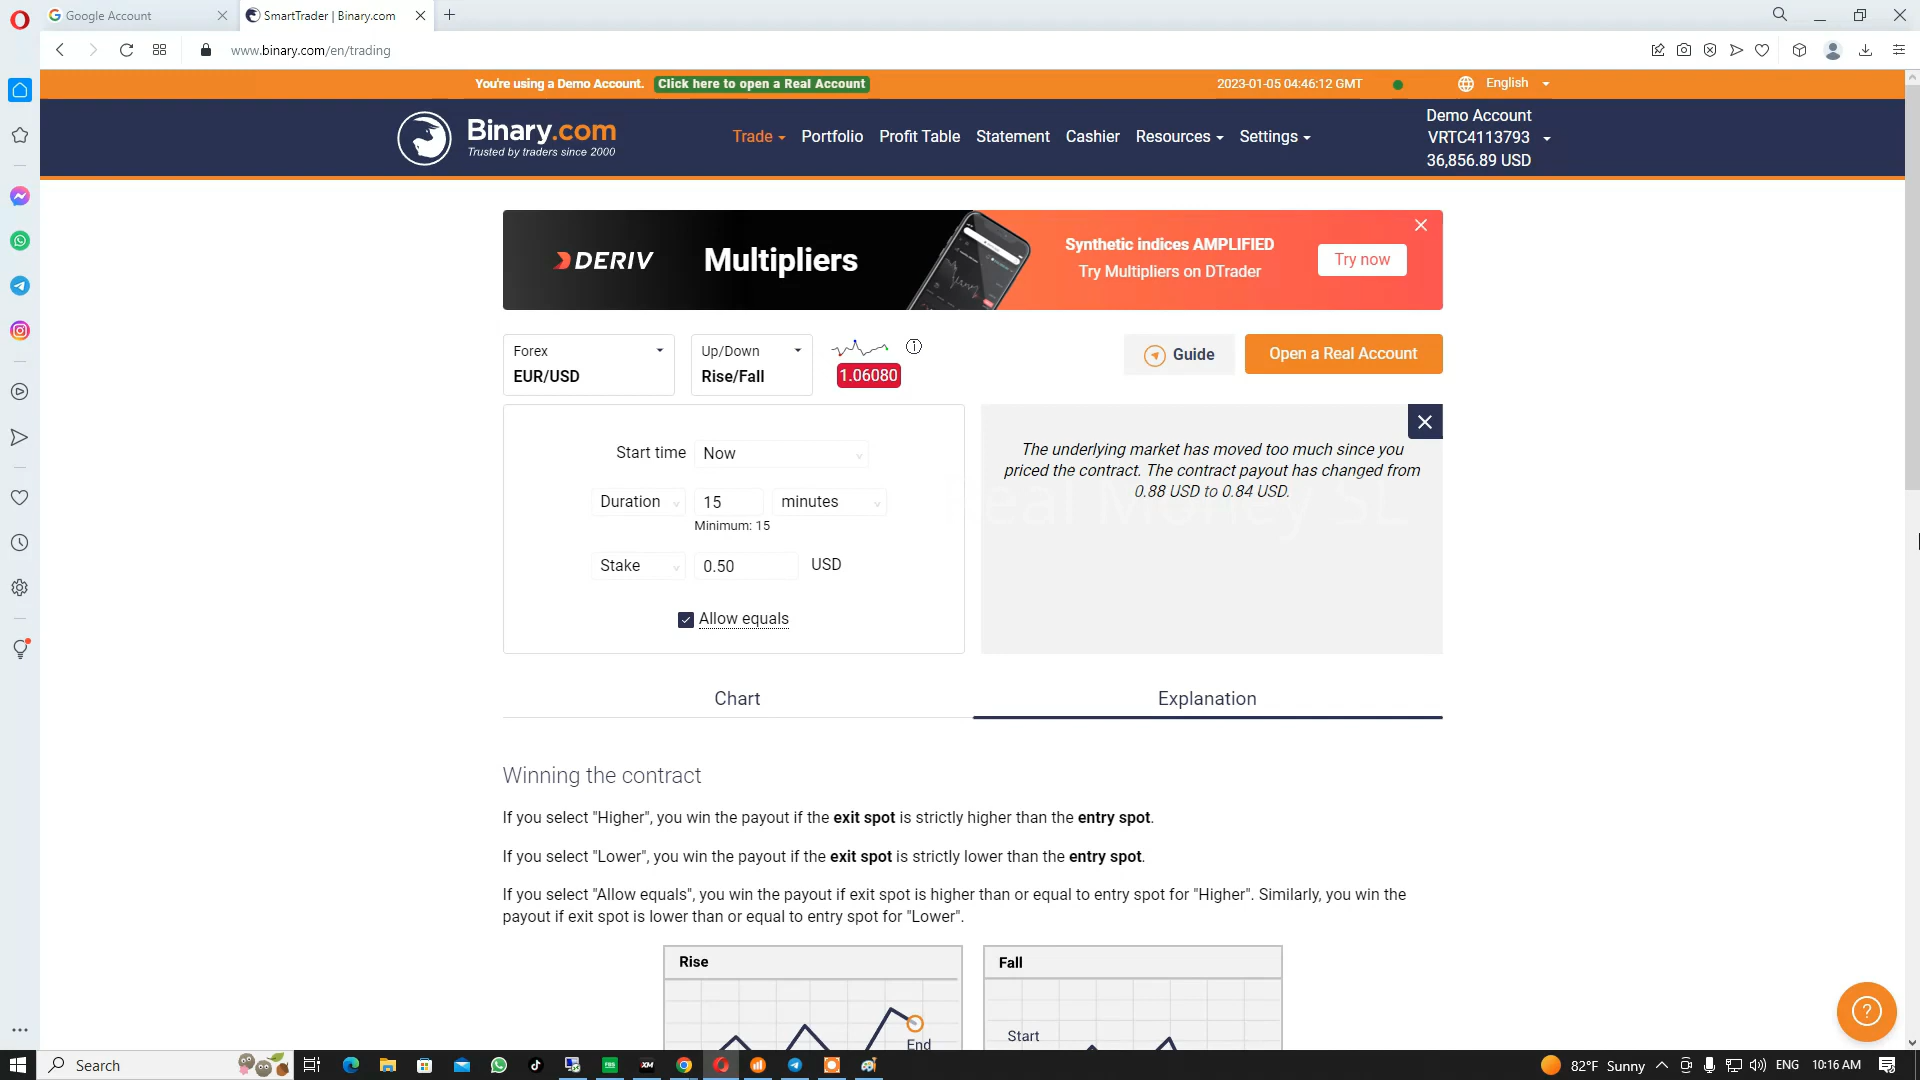 Google Account
SmartTrader | Binary.com
www.binary.com/en/trading
You're using a Demo Account. Click here to open a Real Account
2023-01-05 04:46:12 GMT
English
Binary.com
Trusted by traders since 2000
Trade Portfolio Profit Table Statement Cashier Resources Settings
Demo Account
VRTC4113793
36,856.89 USD
DERIV
Multipliers
Synthetic indices AMPLIFIED
Try Multipliers on DTrader
Try now
Forex
EUR/USD
Up/Down
Rise/Fall
1.06080
Guide
Open a Real Account
Start time Now
Duration 15 minutes
Minimum: 15
Stake 0.50 USD
Allow equals
The underlying market has moved too much since you
priced the contract. The contract payout has changed from
0.88 USD to 0.84 USD.
Real Money SL
Chart
Explanation
Winning the contract
If you select "Higher", you win the payout if the exit spot is strictly higher than the entry spot.
If you select "Lower", you win the payout if the exit spot is strictly lower than the entry spot.
If you select "Allow equals", you win the payout if exit spot is higher than or equal to entry spot for "Higher". Similarly, you win the
payout if exit spot is lower than or equal to entry spot for "Lower".
Rise
End
Fall
Start
Search
FBS
XM
82°F Sunny
ENG
10:16 AM